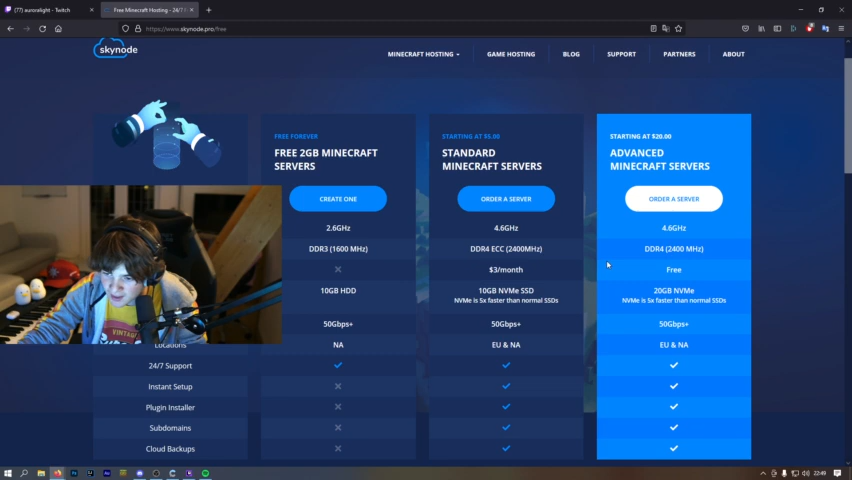 (77) aurorelight - Twitch
Free Minecraft Hosting - 24/7
https://www.skynode.pro/free
skynode
MINECRAFT HOSTING
GAME HOSTING
BLOG
SUPPORT
PARTNERS
ABOUT
FREE FOREVER
FREE 2GB MINECRAFT
SERVERS
CREATE ONE
STARTING AT $5.00
STANDARD
MINECRAFT SERVERS
ORDER A SERVER
STARTING AT $20.00
ADVANCED
MINECRAFT SERVERS
ORDER A SERVER
2.6GHz
4.6GHz
4.6GHz
DDR3 (1600 MHz)
DDR4 ECC (2400MHz)
DDR4 (2400 MHz)
$3/month
Free
10GB HDD
10GB NVMe SSD
NVMe is 5x faster than normal SSDs
20GB NVMe
NVMe is 5x faster than normal SSDs
50Gbps+
50Gbps+
50Gbps+
Locations
NA
EU & NA
EU & NA
24/7 Support
Instant Setup
Plugin Installer
Subdomains
Cloud Backups
VINTAGE
22:49